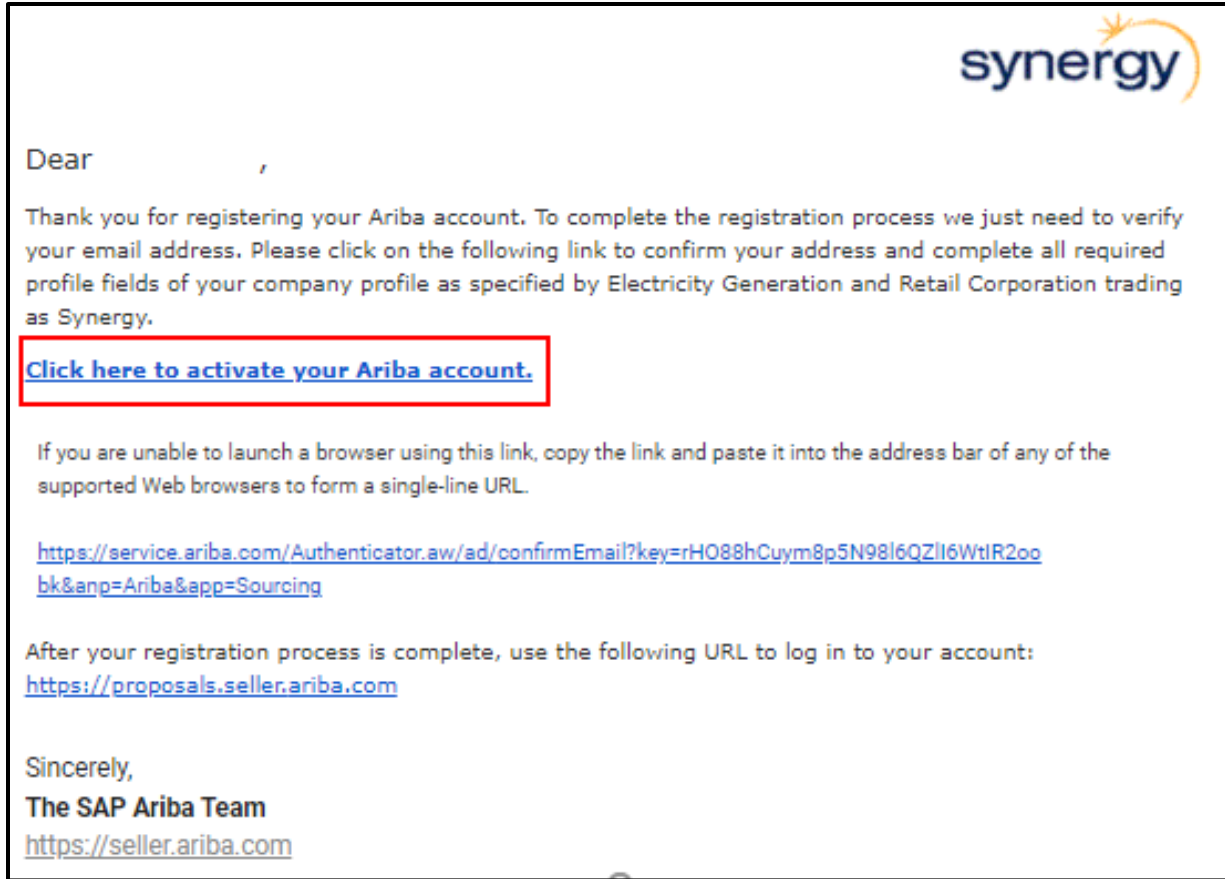 synergy
Dear ,
Thank you for registering your Ariba account. To complete the registration process we just need to verify
your email address. Please click on the following link to confirm your address and complete all required
profile fields of your company profile as specified by Electricity Generation and Retail Corporation trading
as Synergy.
Click here to activate your Ariba account.
If you are unable to launch a browser using this link, copy the link and paste it into the address bar of any of the
supported Web browsers to form a single-line URL.
https://service.ariba.com/Authenticator.aw/ad/confirmEmail?key=rHO88hCuym8p5N98l6QZlI6WtIR2oo
bk&anp=Ariba&app=Sourcing
After your registration process is complete, use the following URL to log in to your account:
https://proposals.seller.ariba.com
Sincerely,
The SAP Ariba Team
https://seller.ariba.com